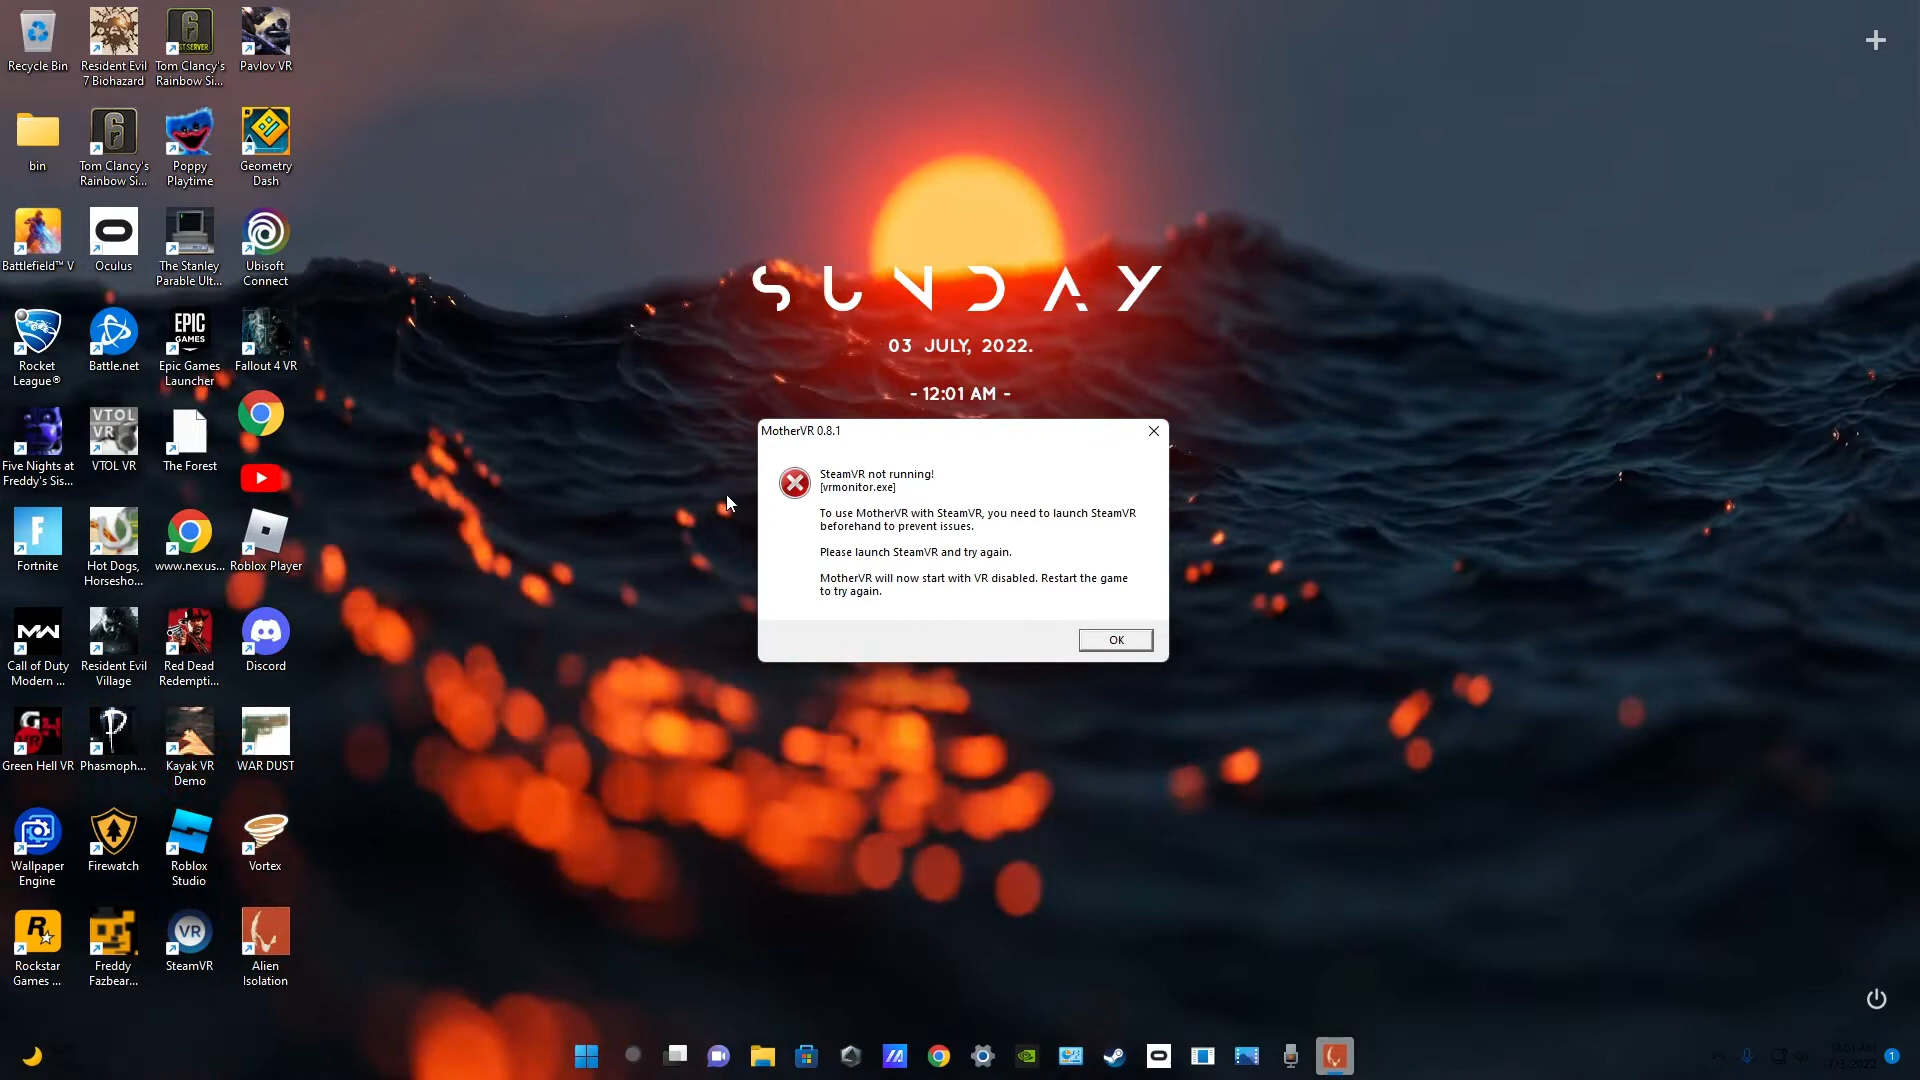 Recycle Bin
Resident Evil
7 Biohazard
Tom Clancy's
Rainbow Si...
Pavlov VR
bin
Tom Clancy's
Rainbow Si...
Poppy
Playtime
Geometry
Dash
Battlefield™ V
Oculus
The Stanley
Parable Ult...
Ubisoft
Connect
Rocket
League®
Battle.net
EPIC
GAMES
Epic Games
Launcher
Fallout 4 VR
Five Nights at
Freddy's Sis...
VTOL
VR
VTOL VR
The Forest
Fortnite
Hot Dogs,
Horsesho...
www.nexus...
Roblox Player
Call of Duty
Modern ...
Resident Evil
Village
Red Dead
Redempti...
Discord
Green Hell VR
Phasmoph...
Kayak VR
Demo
WAR DUST
Wallpaper
Engine
Firewatch
Roblox
Studio
Vortex
Rockstar
Games ...
Freddy
Fazbear...
VR
SteamVR
Alien
Isolation
SUNDAY
03 JULY, 2022.
- 12:01 AM -
MotherVR 0.8.1
SteamVR not running!
[vrmonitor.exe]
To use MotherVR with SteamVR, you need to launch SteamVR
beforehand to prevent issues.
Please launch SteamVR and try again.
MotherVR will now start with VR disabled. Restart the game
to try again.
OK
1